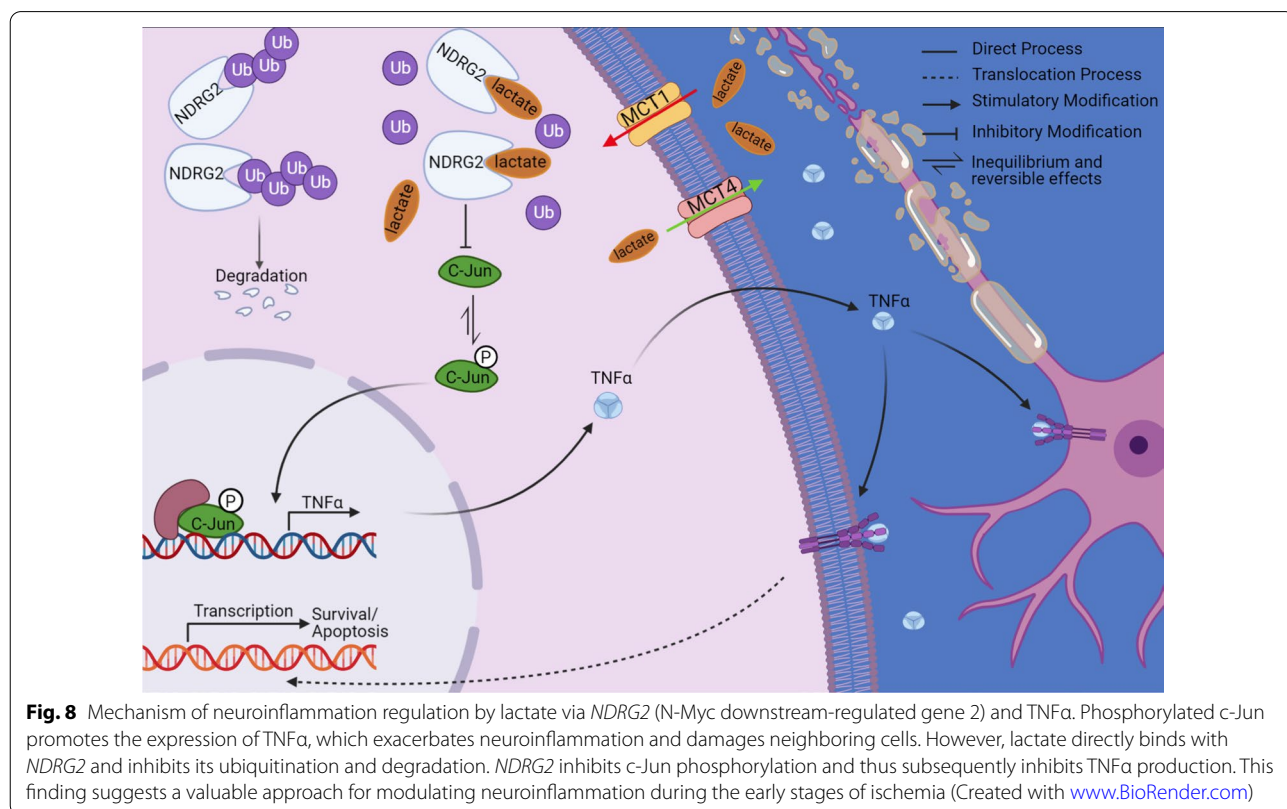 Ub
Ub
Ub
Ub
NDRG2
NDRG2
Ub
Ub
Ub
Ub
Degradation
Ub
Ub
NDRG2
lactate
Ub
NDRG2
lactate
Ub
lactate
C-Jun
P
C-Jun
MCT1
MCT4
lactate
lactate
lactate
Direct Process
Translocation Process
Stimulatory Modification
Inhibitory Modification
Inequilibrium and
reversible effects
TNFα
TNFα
P
C-Jun
TNFα
Transcription
Survival/
Apoptosis
Fig. 8 Mechanism of neuroinflammation regulation by lactate via NDRG2 (N-Myc downstream-regulated gene 2) and TNFα. Phosphorylated c-Jun
promotes the expression of TNFα, which exacerbates neuroinflammation and damages neighboring cells. However, lactate directly binds with
NDRG2 and inhibits its ubiquitination and degradation. NDRG2 inhibits c-Jun phosphorylation and thus subsequently inhibits TNFα production. This
finding suggests a valuable approach for modulating neuroinflammation during the early stages of ischemia (Created with www.BioRender.com)